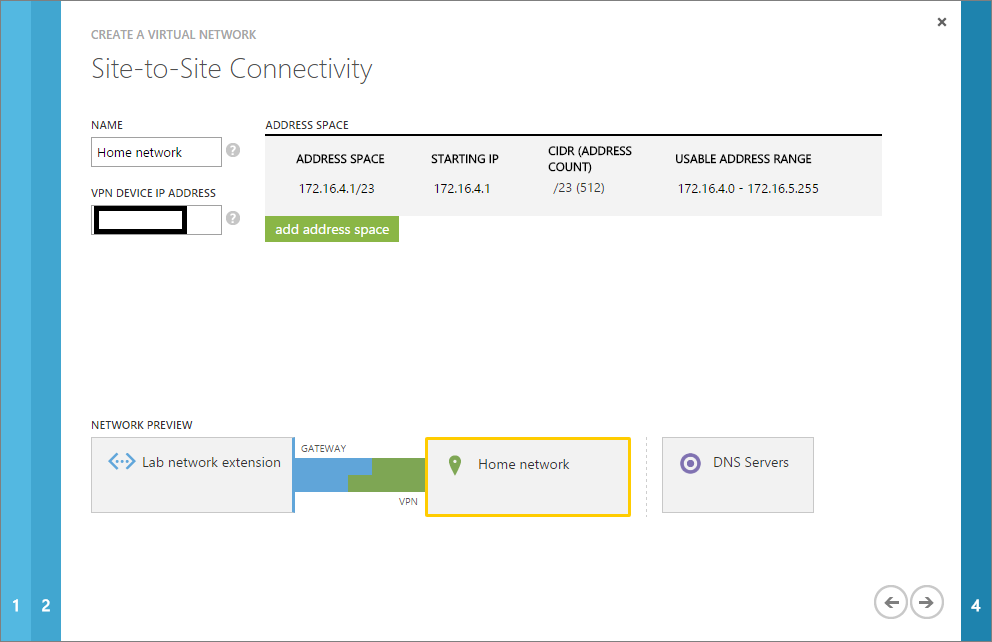 CREATE A VIRTUAL NETWORK
Site-to-Site Connectivity
NAME
Home network
VPN DEVICE IP ADDRESS
ADDRESS SPACE
ADDRESS SPACE STARTING IP CIDR (ADDRESS COUNT) USABLE ADDRESS RANGE
172.16.4.1/23 172.16.4.1 /23 (512) 172.16.4.0 - 172.16.5.255
add address space
NETWORK PREVIEW
Lab network extension
GATEWAY
VPN
Home network
DNS Servers
1 2
4